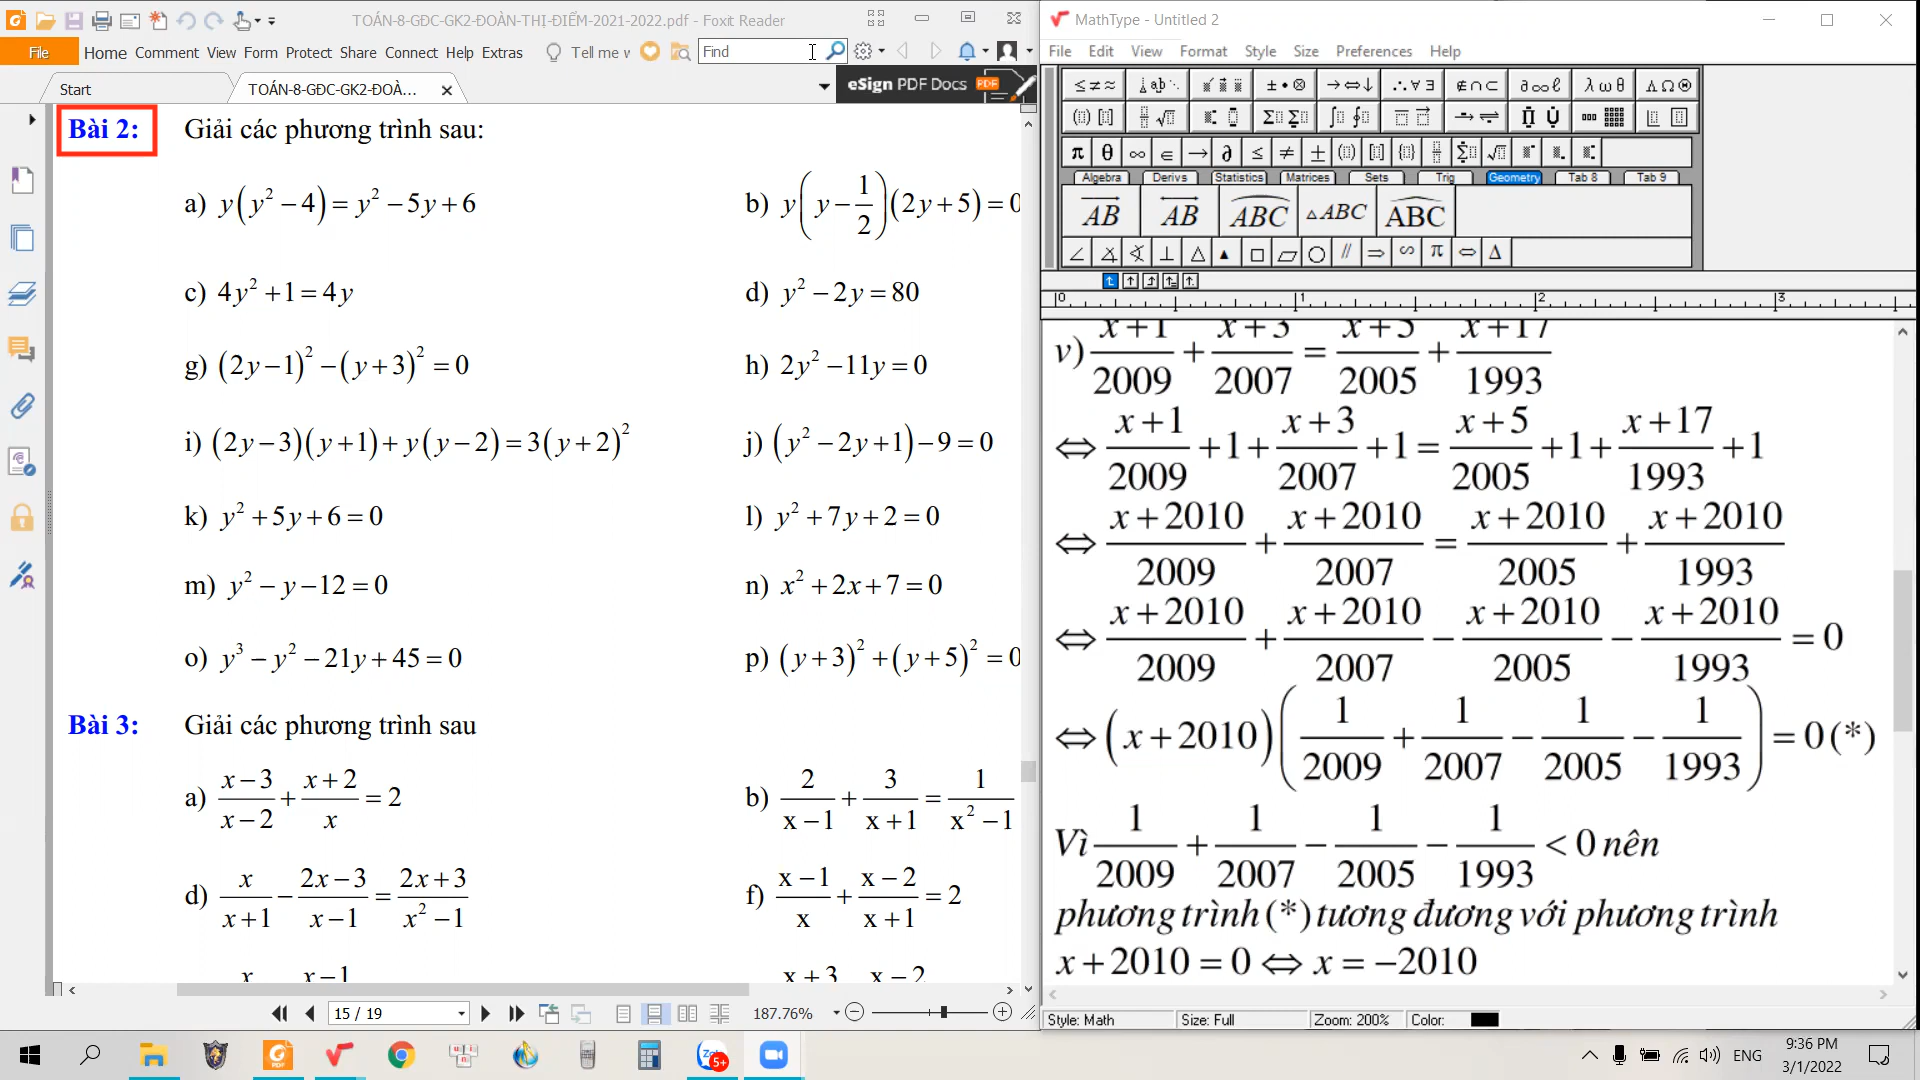 TOÁN-8-GĐC-GK2-ĐOÀN-THỊ-ĐIỂM-2021-2022.pdf - Foxit Reader
File Home Comment View Form Protect Share Connect Help Extras Tell me w Find
Start TOÁN-8-GĐC-GK2-ĐOÀ... eSign PDF Docs
Bài 2: Giải các phương trình sau:
a) y(y² − 4) = y² − 5y + 6 b) y(y − 1/2)(2y + 5) = 0
c) 4y² + 1 = 4y d) y² − 2y = 80
g) (2y − 1)² − (y + 3)² = 0 h) 2y² − 11y = 0
i) (2y − 3)(y + 1) + y(y − 2) = 3(y + 2)² j) (y² − 2y + 1) − 9 = 0
k) y² + 5y + 6 = 0 l) y² + 7y + 2 = 0
m) y² − y − 12 = 0 n) x² + 2x + 7 = 0
o) y³ − y² − 21y + 45 = 0 p) (y + 3)² + (y + 5)² = 0
Bài 3: Giải các phương trình sau
a) (x − 3)/(x − 2) + (x + 2)/x = 2 b) 2/(x − 1) + 3/(x + 1) = 1/(x² − 1)
d) x/(x + 1) − (2x − 3)/(x − 1) = (2x + 3)/(x² − 1) f) (x − 1)/x + (x − 2)/(x + 1) = 2
x x − 1 x + 3 x − 2
15 / 19 187.76%
MathType - Untitled 2
File Edit View Format Style Size Preferences Help
Algebra Derivs Statistics Matrices Sets Trig Geometry Tab 8 Tab 9
AB AB ABC △ABC ABC
0 1 2 3
v) (x + 1)/2009 + (x + 3)/2007 = (x + 5)/2005 + (x + 17)/1993
⇔ (x + 1)/2009 + 1 + (x + 3)/2007 + 1 = (x + 5)/2005 + 1 + (x + 17)/1993 + 1
⇔ (x + 2010)/2009 + (x + 2010)/2007 = (x + 2010)/2005 + (x + 2010)/1993
⇔ (x + 2010)/2009 + (x + 2010)/2007 − (x + 2010)/2005 − (x + 2010)/1993 = 0
⇔ (x + 2010)(1/2009 + 1/2007 − 1/2005 − 1/1993) = 0 (*)
Vì 1/2009 + 1/2007 − 1/2005 − 1/1993 < 0 nên
phương trình (*) tương đương với phương trình
x + 2010 = 0 ⇔ x = −2010
Style: Math Size: Full Zoom: 200% Color:
5+ ENG 9:36 PM
3/1/2022